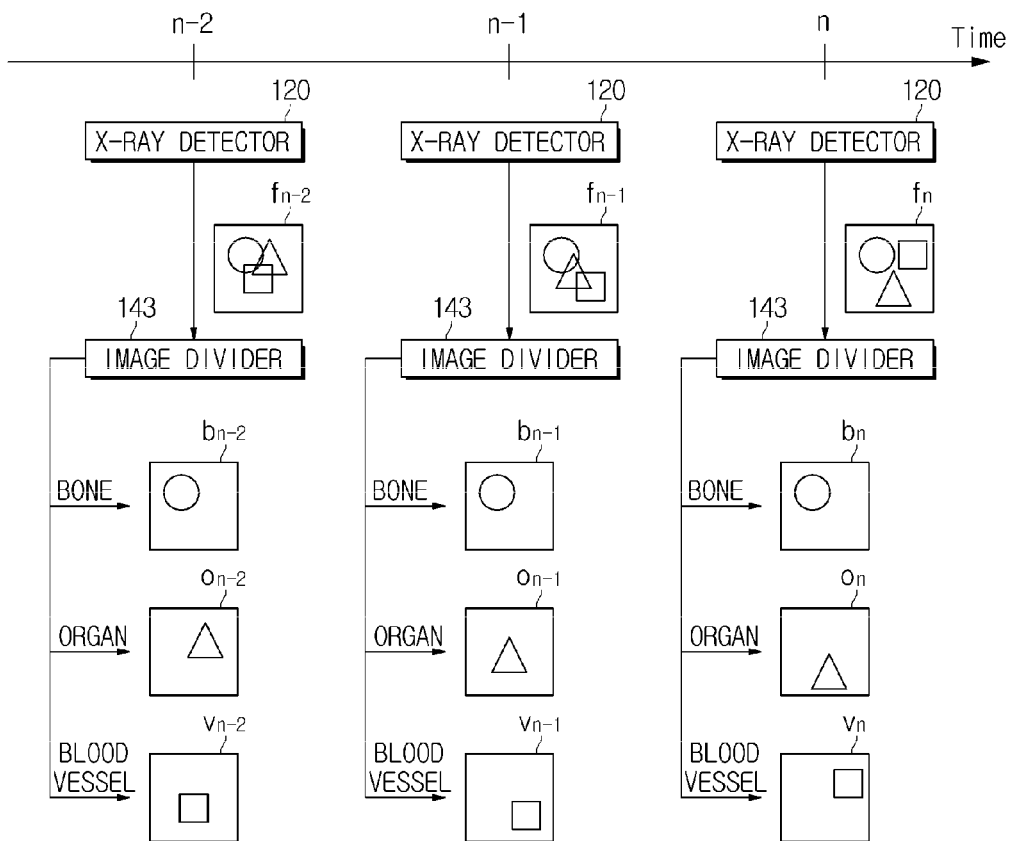 n-2 n-1 n Time
120 120 120
X-RAY DETECTOR X-RAY DETECTOR X-RAY DETECTOR
fn-2 fn-1 fn
143 143 143
IMAGE DIVIDER IMAGE DIVIDER IMAGE DIVIDER
bn-2 bn-1 bn
BONE BONE BONE
on-2 on-1 on
ORGAN ORGAN ORGAN
vn-2 vn-1 vn
BLOOD BLOOD BLOOD
VESSEL VESSEL VESSEL